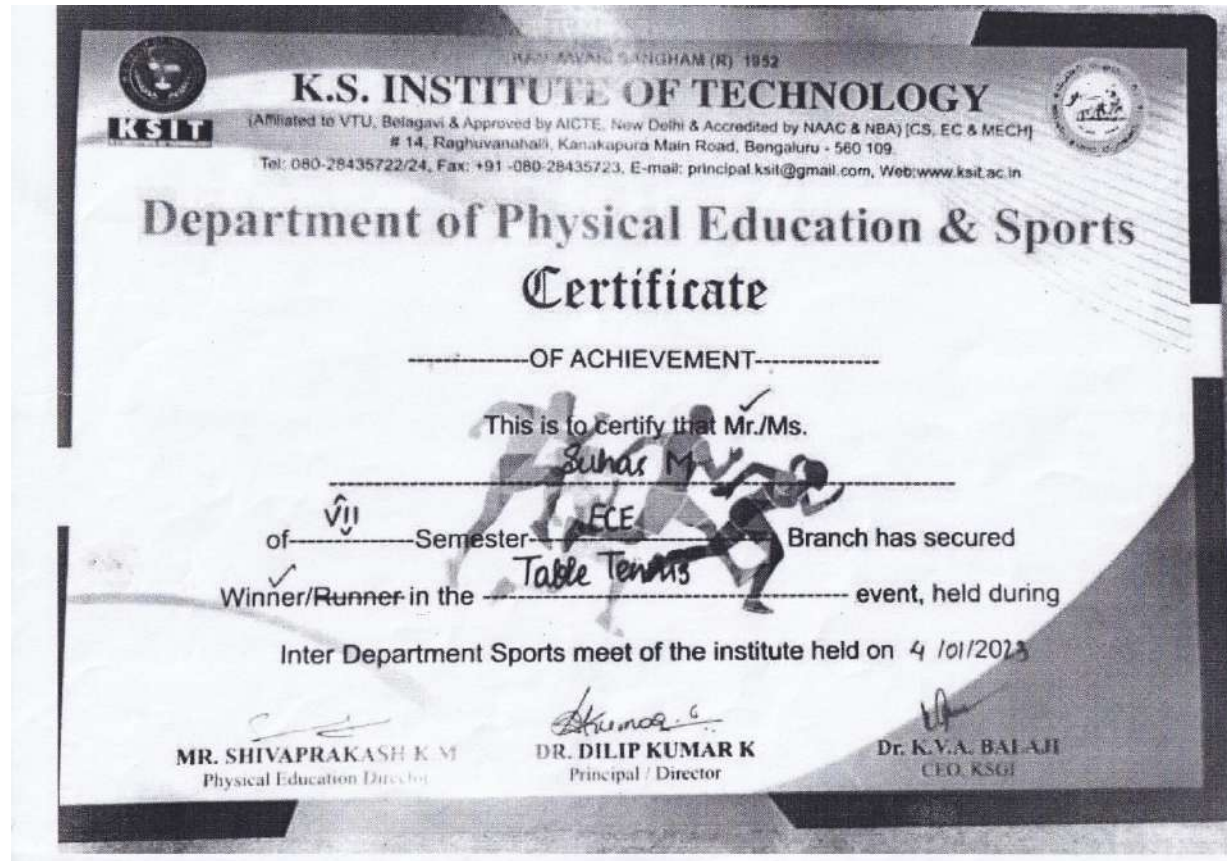 SANGHAM (R) 1952
K.S. INSTITUTE OF TECHNOLOGY
KSIT
(Affiliated to VTU, Belagavi & Approved by AICTE, New Delhi & Accredited by NAAC & NBA) [CS, EC & MECH]
# 14, Raghuvanahalli, Kanakapura Main Road, Bengaluru - 560 109.
Tel: 080-28435722/24, Fax: +91 -080-28435723, E-mail: principal.ksit@gmail.com, Web:www.ksit.ac.in
Department of Physical Education & Sports
Certificate
OF ACHIEVEMENT
This is to certify that Mr./Ms.
Suhas M
of VII Semester ECE Branch has secured
Winner/Runner in the Table Tennis event, held during
Inter Department Sports meet of the institute held on 4/01/2023
MR. SHIVAPRAKASH K M
Physical Education Director
DR. DILIP KUMAR K
Principal / Director
Dr. K.V.A. BALAJI
CEO, KSGI